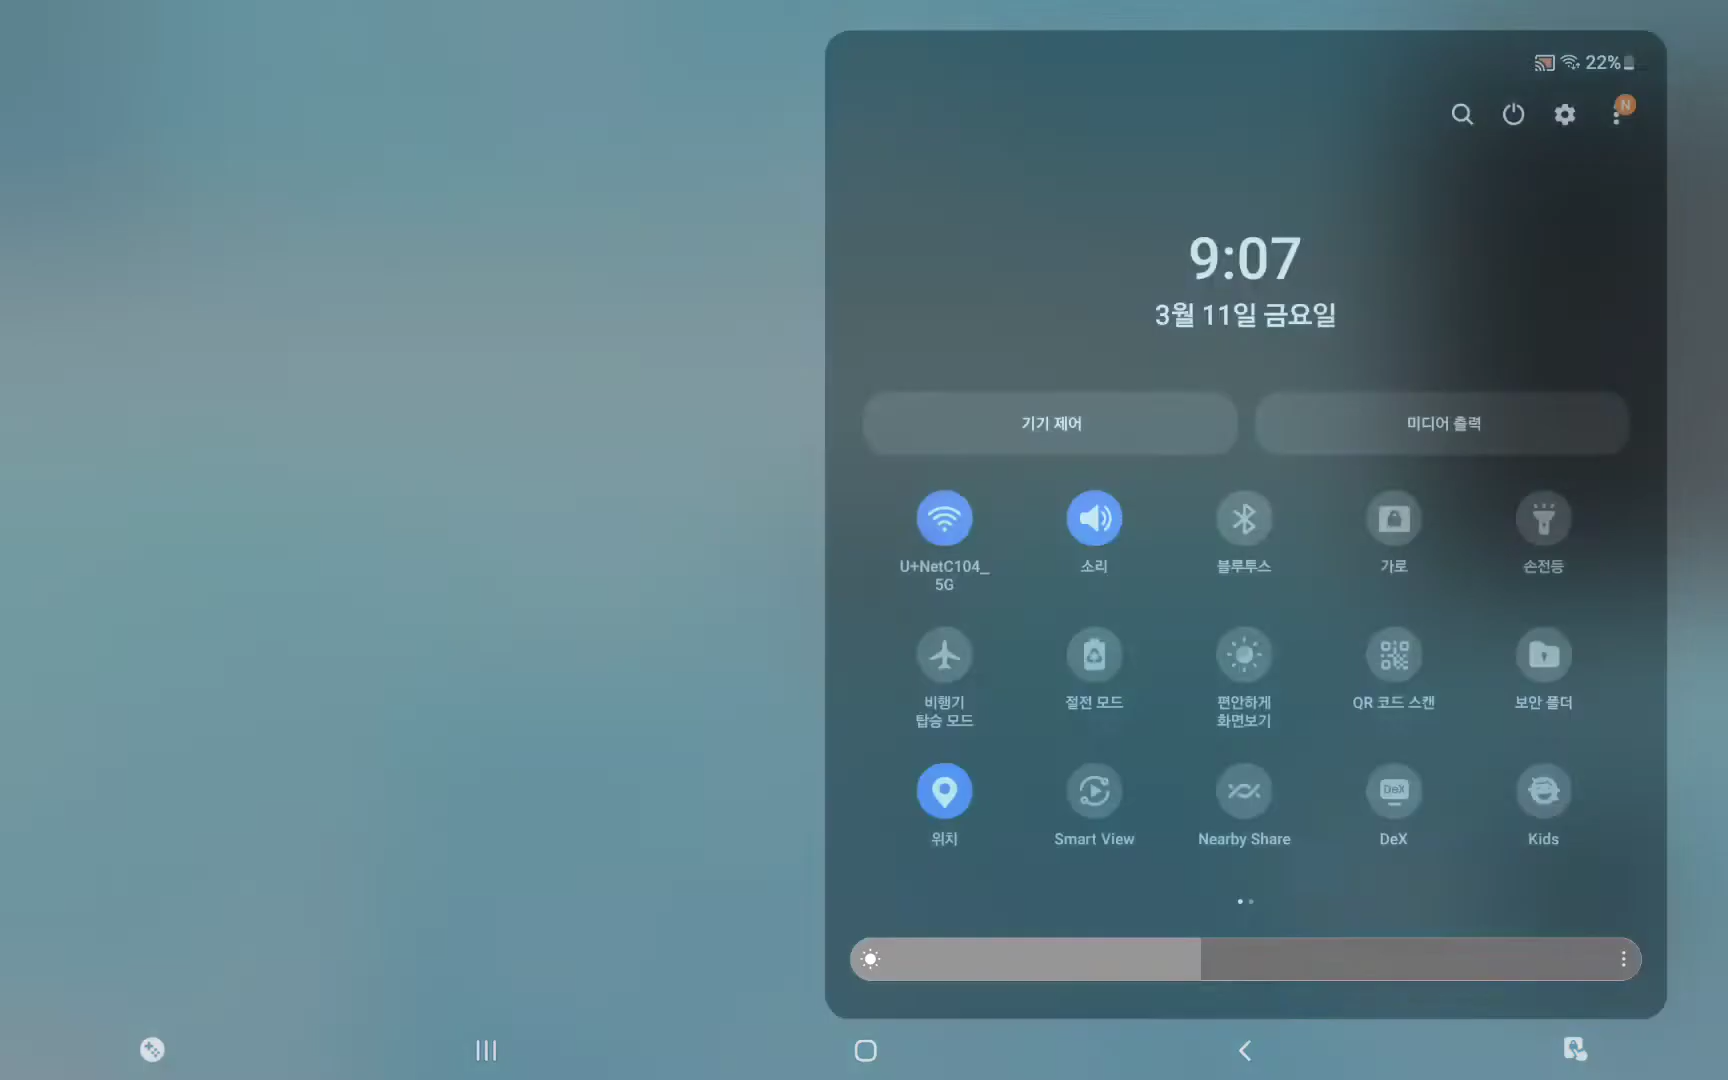 22%
N
9:07
3월 11일 금요일
기기 제어
미디어 출력
U+NetC104_
5G
소리
블루투스
가로
손전등
비행기
탑승 모드
절전 모드
편안하게
화면보기
QR 코드 스캔
보안 폴더
위치
Smart View
Nearby Share
DeX
DeX
Kids